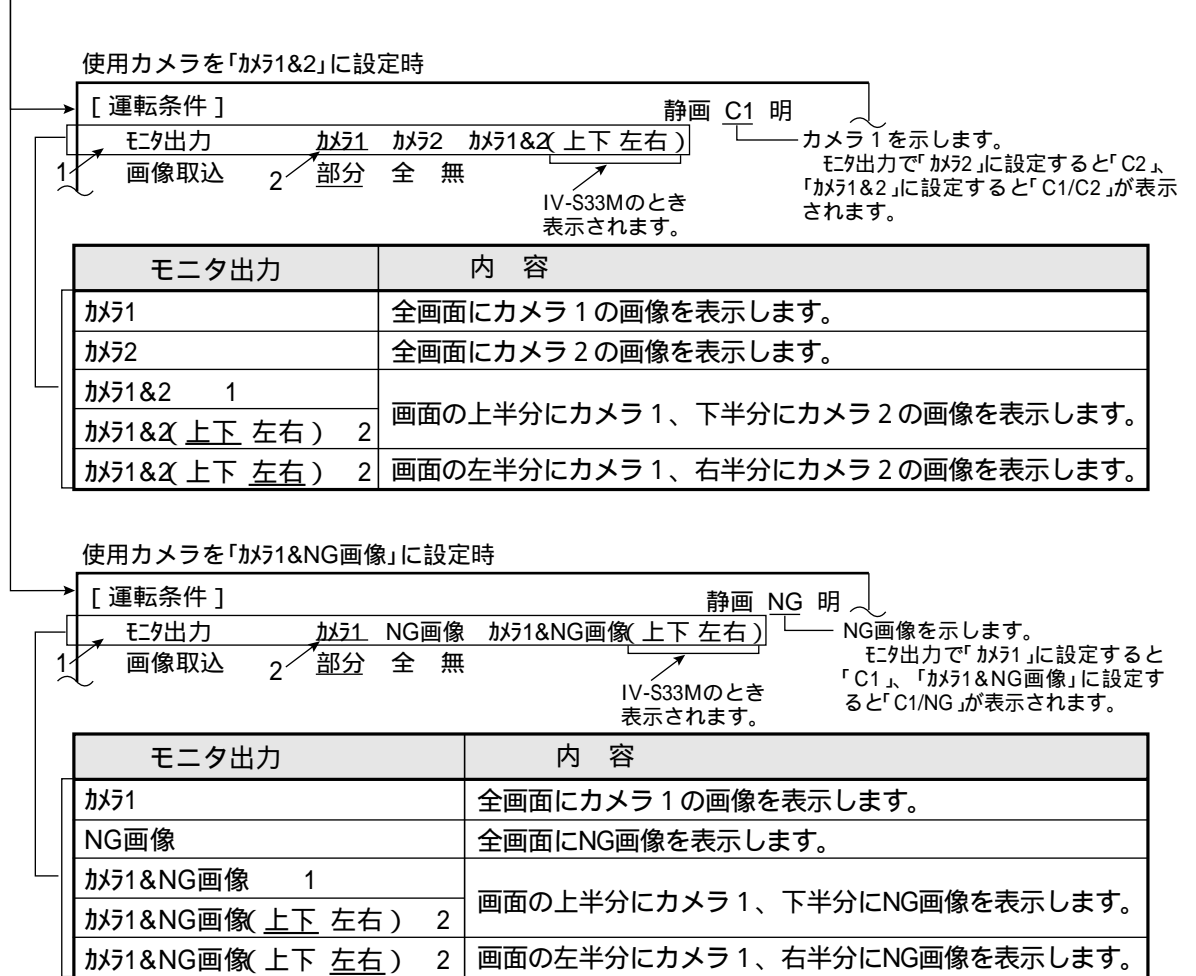 使用カメラを｢ｶﾒﾗ1&2｣に設定時
[ 運転条件 ]
静画 C1 明
ﾓﾆﾀ出力 ｶﾒﾗ1 ｶﾒﾗ2 ｶﾒﾗ1&2( 上下 左右 )
画像取込 部分 全 無
1
2
IV-S33Mのとき
表示されます。
カメラ1を示します。
ﾓﾆﾀ出力で｢ｶﾒﾗ2｣に設定すると｢C2｣、
｢ｶﾒﾗ1&2｣に設定すると｢C1/C2｣が表示
されます。
モニタ出力 内 容
ｶﾒﾗ1 全画面にカメラ1の画像を表示します。
ｶﾒﾗ2 全画面にカメラ2の画像を表示します。
ｶﾒﾗ1&2 1
画面の上半分にカメラ1、下半分にカメラ2の画像を表示します。
ｶﾒﾗ1&2( 上下 左右 ) 2
ｶﾒﾗ1&2( 上下 左右 ) 2 画面の左半分にカメラ1、右半分にカメラ2の画像を表示します。
使用カメラを｢ｶﾒﾗ1&NG画像｣に設定時
[ 運転条件 ]
静画 NG 明
ﾓﾆﾀ出力 ｶﾒﾗ1 NG画像 ｶﾒﾗ1&NG画像( 上下 左右 )
画像取込 部分 全 無
1
2
IV-S33Mのとき
表示されます。
NG画像を示します。
ﾓﾆﾀ出力で｢ｶﾒﾗ1｣に設定すると
｢C1｣、｢ｶﾒﾗ1&NG画像｣に設定す
ると｢C1/NG｣が表示されます。
モニタ出力 内 容
ｶﾒﾗ1 全画面にカメラ1の画像を表示します。
NG画像 全画面にNG画像を表示します。
ｶﾒﾗ1&NG画像 1
画面の上半分にカメラ1、下半分にNG画像を表示します。
ｶﾒﾗ1&NG画像( 上下 左右 ) 2
ｶﾒﾗ1&NG画像( 上下 左右 ) 2 画面の左半分にカメラ1、右半分にNG画像を表示します。